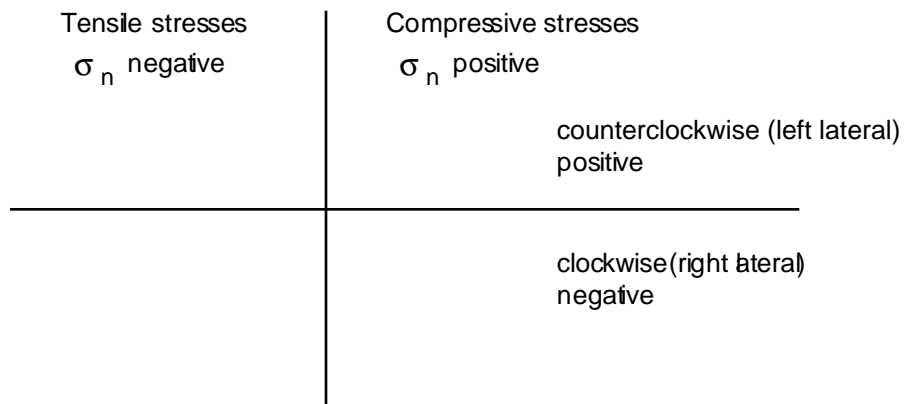 Tensile stresses
σ n negative
Compressive stresses
σ n positive
counterclockwise (left lateral)
positive
clockwise (right lateral)
negative